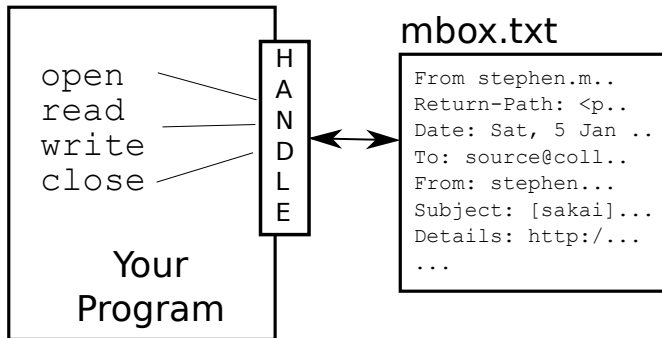 open
read
write
close
Your
Program
H
A
N
D
L
E
mbox.txt
From stephen.m..
Return-Path: <p..
Date: Sat, 5 Jan ..
To: source@coll..
From: stephen...
Subject: [sakai]...
Details: http:/...
...